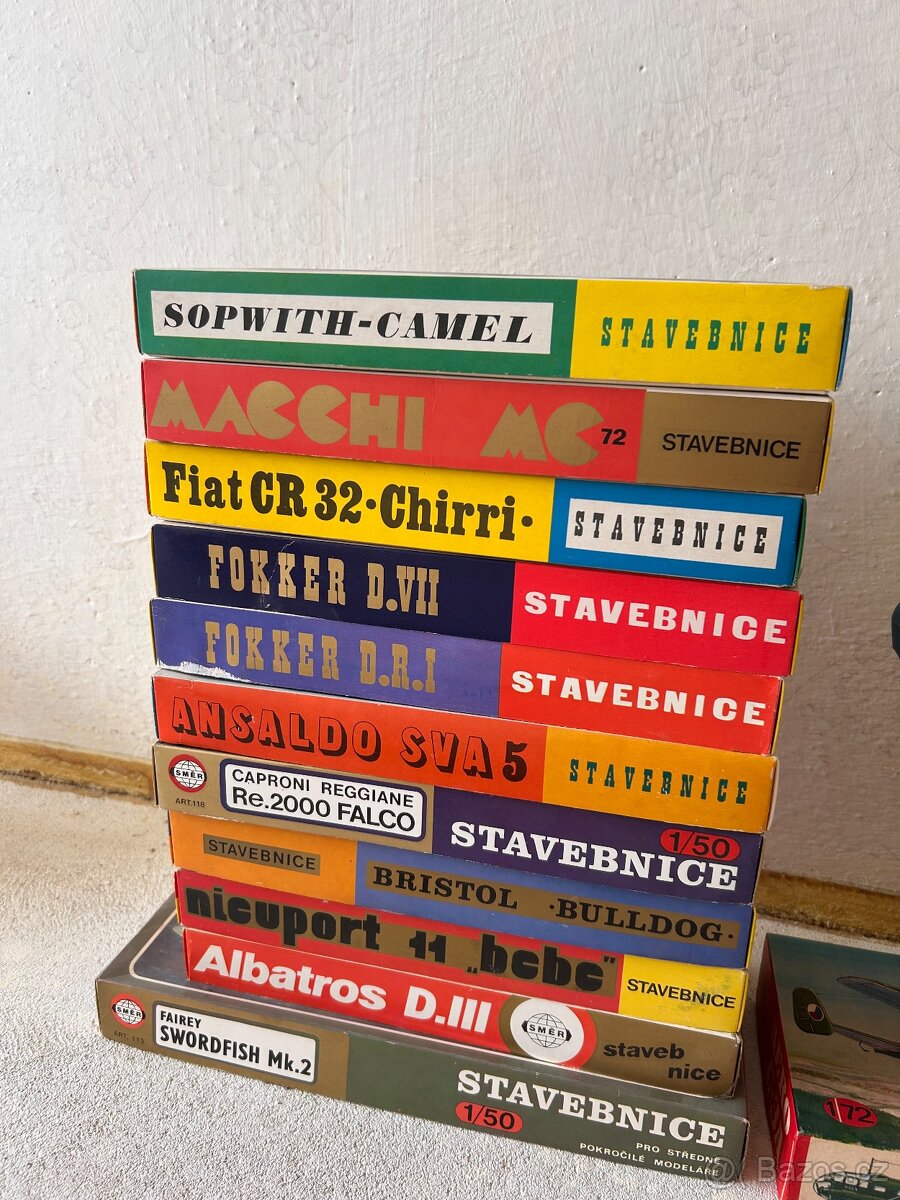 SOPWITH-CAMEL STAVEBNICE
MACCHI MC 72 STAVEBNICE
Fiat CR 32·Chirri· STAVEBNICE
FOKKER D.VII STAVEBNICE
FOKKER D.R.I STAVEBNICE
ANSALDO SVA 5 STAVEBNICE
SMĚR
ART.118
CAPRONI REGGIANE
Re.2000 FALCO
1/50
STAVEBNICE
STAVEBNICE BRISTOL ·BULLDOG·
nieuport 11 „bebe" STAVEBNICE
Albatros D.III
SMĚR
staveb
nice
SMĚR
ART. 113
FAIREY
SWORDFISH Mk.2
STAVEBNICE
1/50
PRO STŘEDNĚ
POKROČILÉ MODELÁŘE
1/72
Bazos.cz